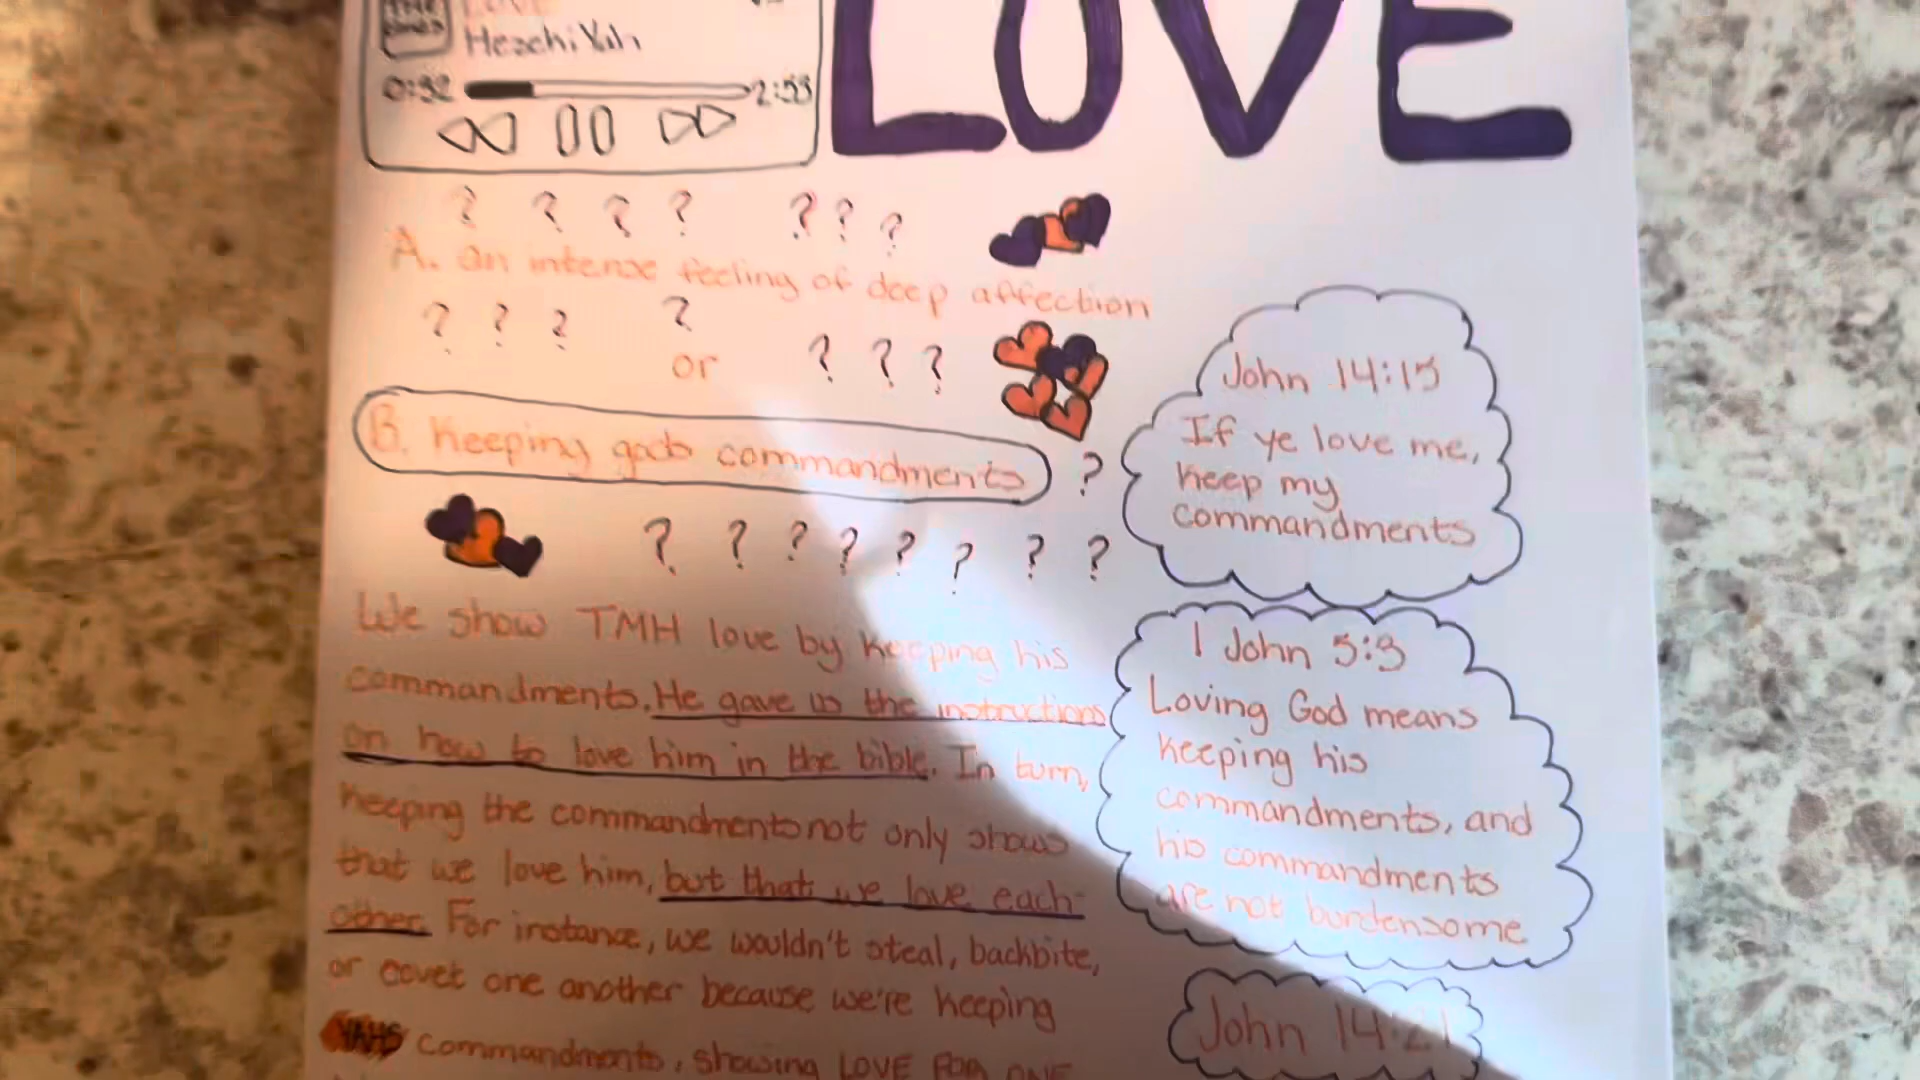 LOVE
LOVE
HezchiYah
0:32 2:53
? ? ? ? ? ? ?
A. an intense feeling of deep affection
? ? ? ? ? ? ?
or
B. Keeping gods commandments ?
? ? ? ? ? ? ? ?
We show TMH love by keeping his
commandments. He gave us the instructions
on how to love him in the bible. In turn,
keeping the commandments not only shows
that we love him, but that we love each-
other. For instance, we wouldn't steal, backbite,
or covet one another because we're keeping
YAHS commandments, showing LOVE FOR ONE
John 14:15
If ye love me,
keep my
commandments
1 John 5:3
Loving God means
keeping his
commandments, and
his commandments
are not burdensome
John 14:21